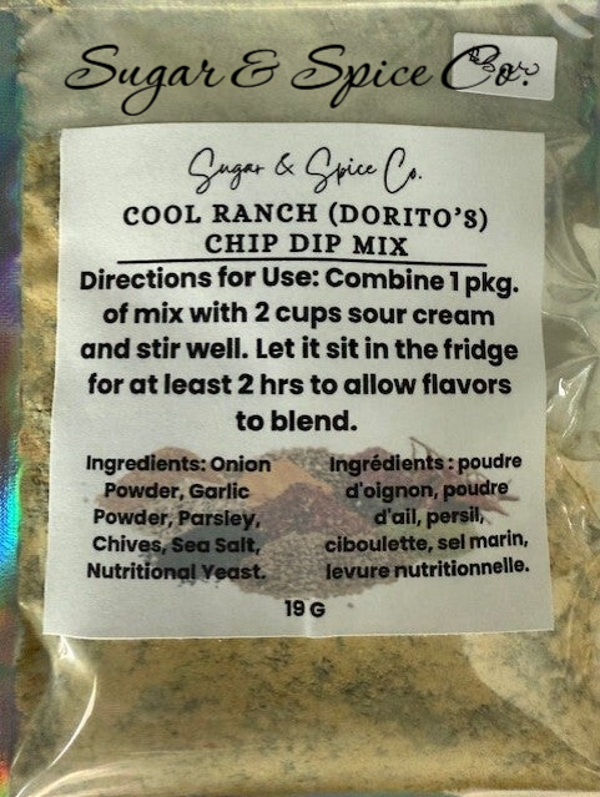 Sugar & Spice Co.
Sugar & Spice Co.
COOL RANCH (DORITO'S)
CHIP DIP MIX
Directions for Use: Combine 1 pkg.
of mix with 2 cups sour cream
and stir well. Let it sit in the fridge
for at least 2 hrs to allow flavors
to blend.
Ingredients: Onion
Powder, Garlic
Powder, Parsley,
Chives, Sea Salt,
Nutritional Yeast.
Ingrédients : poudre
d'oignon, poudre
d'ail, persil,
ciboulette, sel marin,
levure nutritionnelle.
19 G